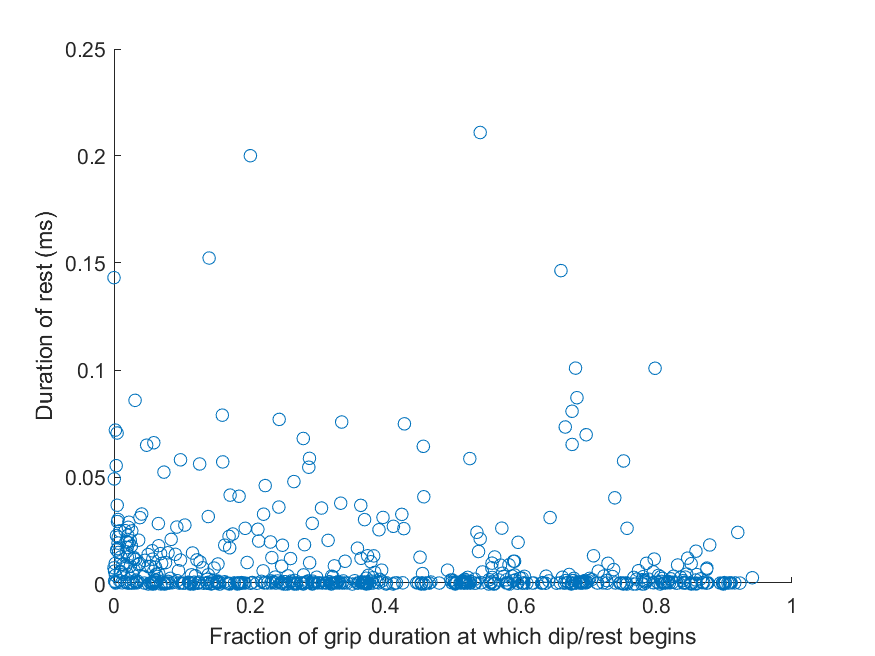 0.25
0.2
0.15
0.1
0.05
0
0 0.2 0.4 0.6 0.8 1
Duration of rest (ms)
Fraction of grip duration at which dip/rest begins